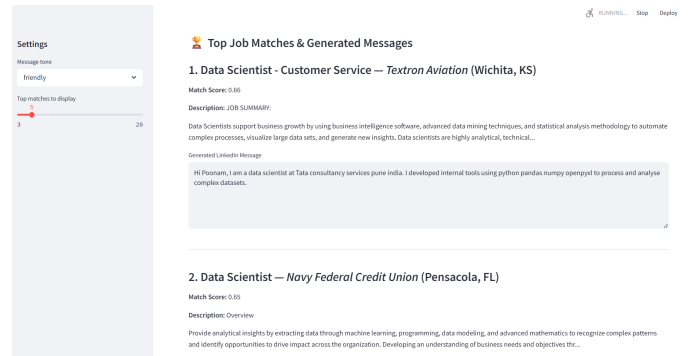 RUNNING... Stop Deploy
Settings
Message tone
friendly
Top matches to display
5
3 20
🏆 Top Job Matches & Generated Messages
1. Data Scientist - Customer Service — Textron Aviation (Wichita, KS)
Match Score: 0.66
Description: JOB SUMMARY:
Data Scientists support business growth by using business intelligence software, advanced data mining techniques, and statistical analysis methodology to automate
complex processes, visualize large data sets, and generate new insights. Data scientists are highly analytical, technical...
Generated LinkedIn Message
Hi Poonam, I am a data scientist at Tata consultancy services pune india. I developed internal tools using python pandas numpy openpyxl to process and analyse
complex datasets.
2. Data Scientist — Navy Federal Credit Union (Pensacola, FL)
Match Score: 0.65
Description: Overview
Provide analytical insights by extracting data through machine learning, programming, data modeling, and advanced mathematics to recognize complex patterns
and identify opportunities to drive impact across the organization. Developing an understanding of business needs and objectives thr...